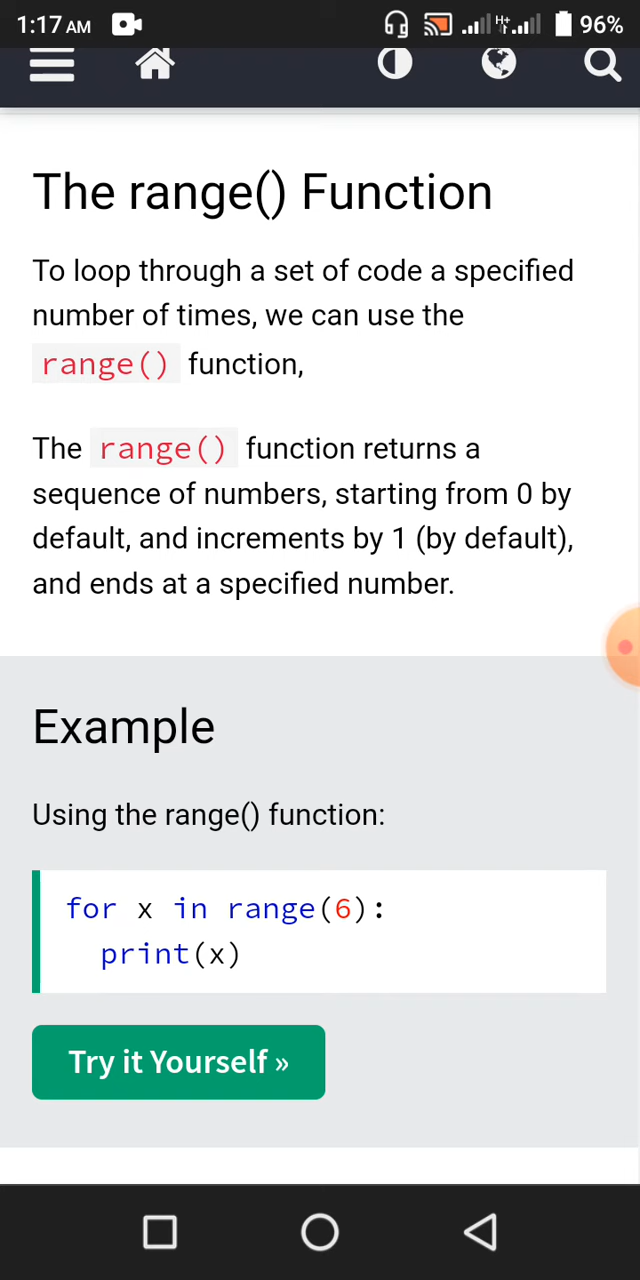 1:17 AM
H+
96%
The range() Function
To loop through a set of code a specified
number of times, we can use the
range() function,
The range() function returns a
sequence of numbers, starting from 0 by
default, and increments by 1 (by default),
and ends at a specified number.
Example
Using the range() function:
for x in range(6):
  print(x)
Try it Yourself »